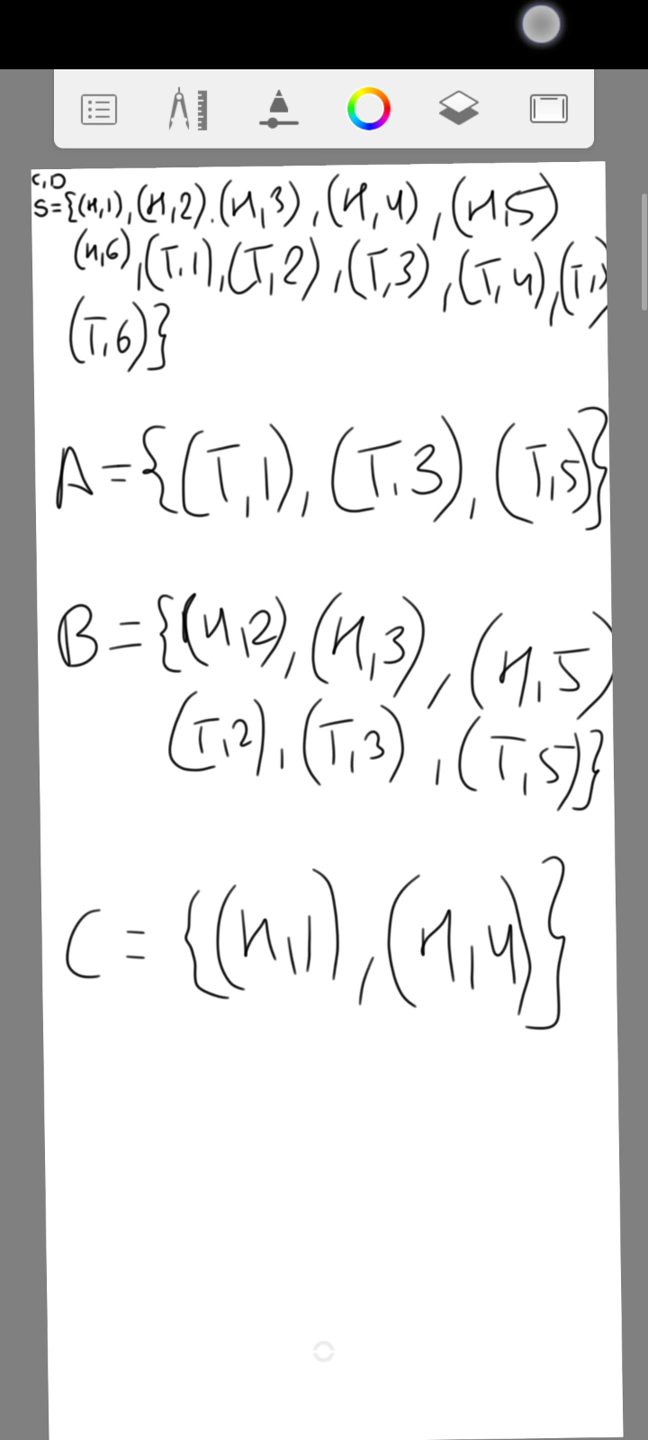 C,D
S={(H,1),(H,2).(H,3),(H,4),(H,5)
(H,6),(T,1),(T,2),(T,3),(T,4),(T,
(T,6)}
A={(T,1),(T,3),(T,5)}
B={(H,2),(H,3),(H,5)
(T,2),(T,3),(T,5)}
C={(H,1),(H,4)}